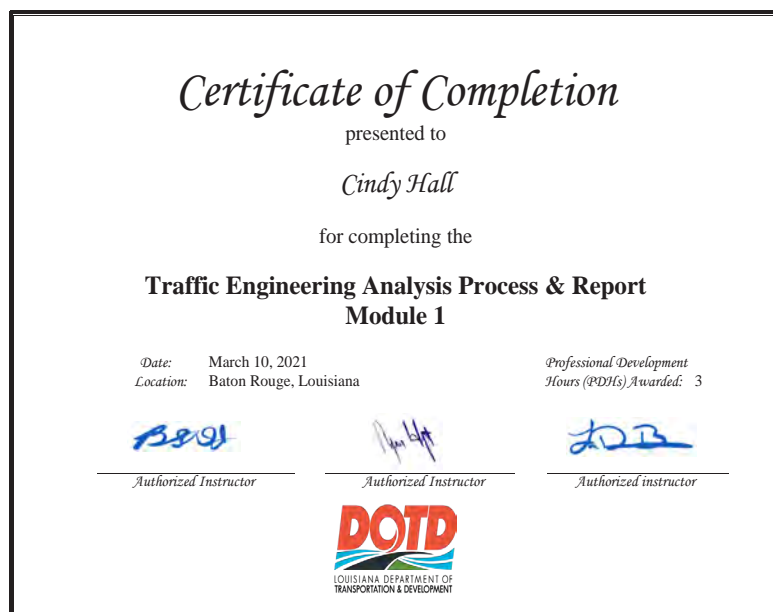 Certificate of Completion
presented to
Cindy Hall
for completing the
Traffic Engineering Analysis Process & Report
Module 1
Date: March 10, 2021
Location: Baton Rouge, Louisiana
Professional Development
Hours (PDHs) Awarded: 3
Authorized Instructor
Authorized Instructor
Authorized instructor
DOTD
LOUISIANA DEPARTMENT OF
TRANSPORTATION & DEVELOPMENT